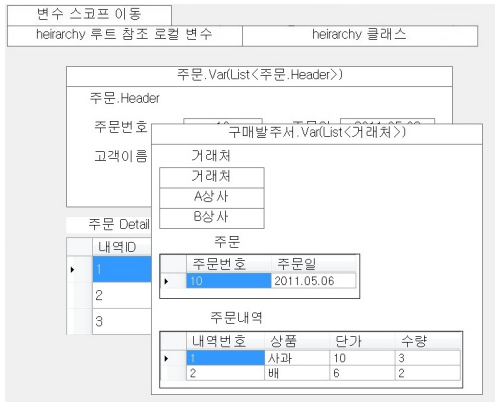 변수 스코프 이동
heirarchy 루트 참조 로컬 변수
heirarchy 클래스
주문.Var(List<주문.Header>)
주문.Header
주문번호
고객이름
주문 Detail
내역ID
1
2
3
구매발주서.Var(List<거래처>)
거래처
거래처
A상사
B상사
주문
주문번호 주문일
10 2011.05.06
주문내역
내역번호 상품 단가 수량
1 사과 10 3
2 배 6 2